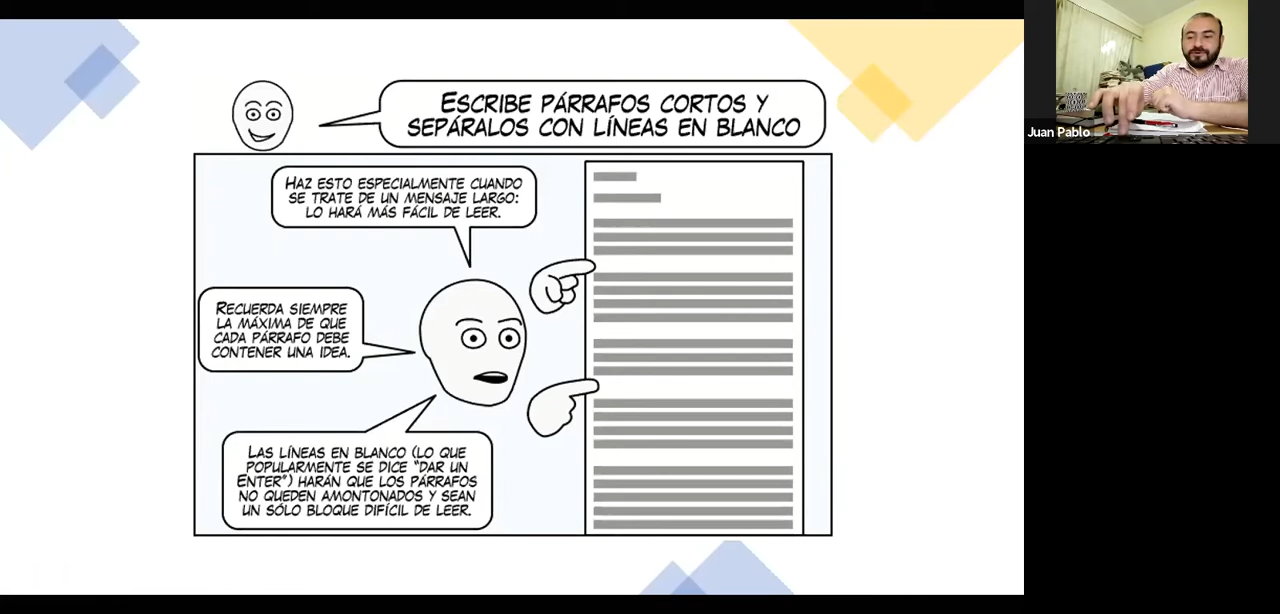 ESCRIBE PÁRRAFOS CORTOS Y
SEPÁRALOS CON LÍNEAS EN BLANCO
HAZ ESTO ESPECIALMENTE CUANDO
SE TRATE DE UN MENSAJE LARGO:
LO HARÁ MÁS FÁCIL DE LEER.
RECUERDA SIEMPRE
LA MÁXIMA DE QUE
CADA PÁRRAFO DEBE
CONTENER UNA IDEA.
LAS LÍNEAS EN BLANCO (LO QUE
POPULARMENTE SE DICE "DAR UN
ENTER") HARÁN QUE LOS PÁRRAFOS
NO QUEDEN AMONTONADOS Y SEAN
UN SÓLO BLOQUE DIFÍCIL DE LEER.
Juan Pablo